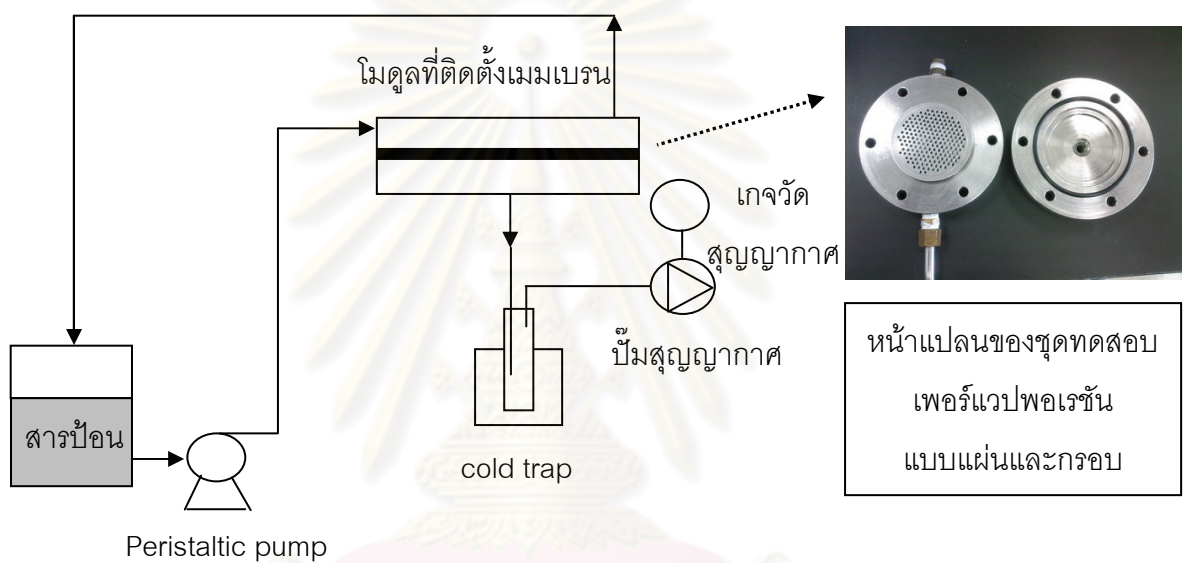 โมดูลที่ติดตั้งเมมเบรน
เกจวัด
สุญญากาศ
ปั๊มสุญญากาศ
สารป้อน
cold trap
Peristaltic pump
หน้าแปลนของชุดทดสอบ
เพอร์แวปพอเรชัน
แบบแผ่นและกรอบ